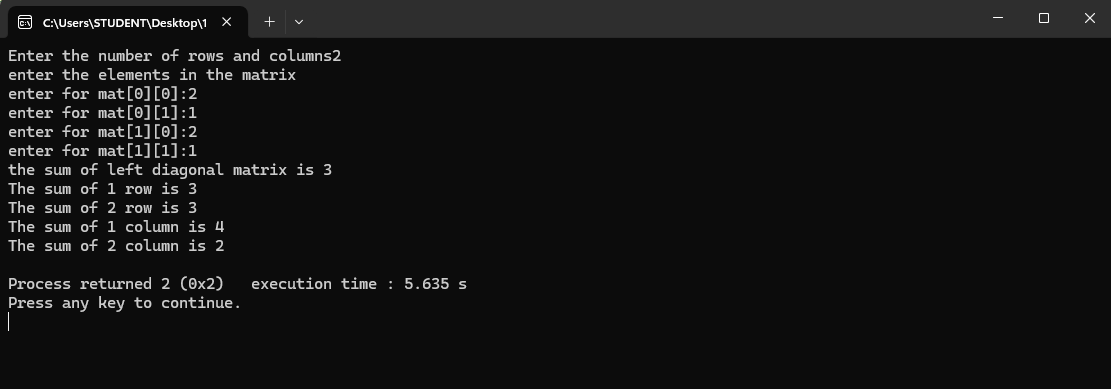 C:\Users\STUDENT\Desktop\1
Enter the number of rows and columns2
enter the elements in the matrix
enter for mat[0][0]:2
enter for mat[0][1]:1
enter for mat[1][0]:2
enter for mat[1][1]:1
the sum of left diagonal matrix is 3
The sum of 1 row is 3
The sum of 2 row is 3
The sum of 1 column is 4
The sum of 2 column is 2
Process returned 2 (0x2)   execution time : 5.635 s
Press any key to continue.